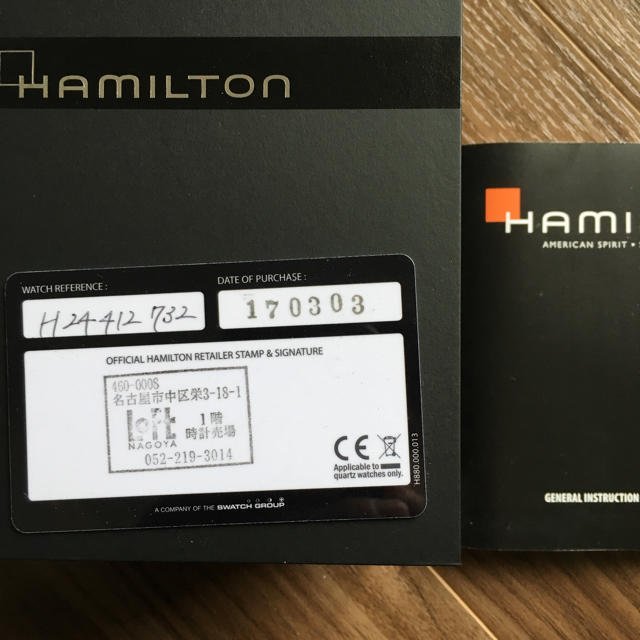 HAMILTON
HAMI
AMERICAN SPIRIT • S
WATCH REFERENCE :
H24412732
DATE OF PURCHASE :
170303
OFFICIAL HAMILTON RETAILER STAMP & SIGNATURE
460-0008
名古屋市中区栄3-18-1
Loft
NAGOYA
1階
時計売場
052-219-3014
CE
Applicable to
quartz watches only.
H880.000.013
A COMPANY OF THE SWATCH GROUP
GENERAL INSTRUCTION